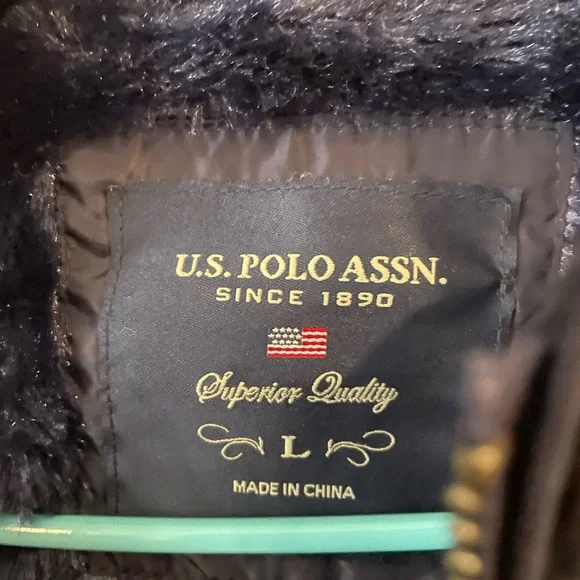 U.S. POLO ASSN.
SINCE 1890
Superior Quality
L
MADE IN CHINA